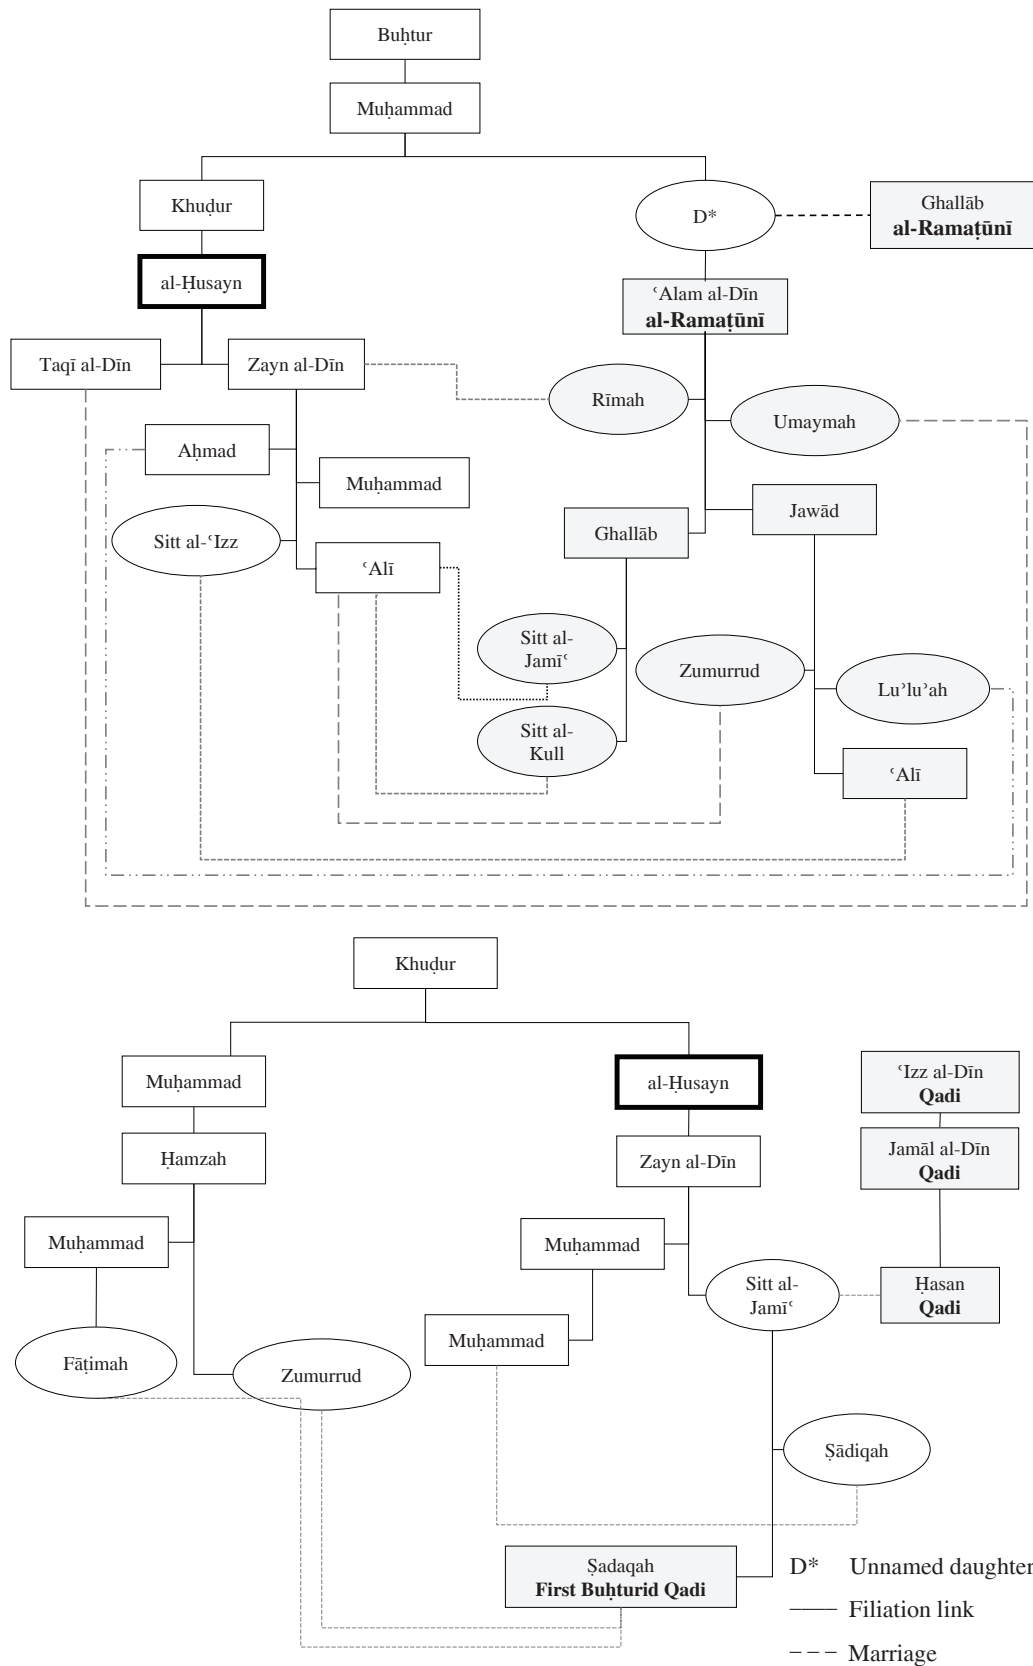 Buḥtur
Muḥammad
Khuḍur
D*
Ghallāb
al-Ramaṭūnī
al-Ḥusayn
ʿAlam al-Dīn
al-Ramaṭūnī
Taqī al-Dīn
Zayn al-Dīn
Rīmah
Umaymah
Aḥmad
Muḥammad
Jawād
Ghallāb
Sitt al-ʿIzz
ʿAlī
Sitt al-
Jamīʿ
Zumurrud
Luʾluʾah
Sitt al-
Kull
ʿAlī
Khuḍur
Muḥammad
al-Ḥusayn
ʿIzz al-Dīn
Qadi
Ḥamzah
Zayn al-Dīn
Jamāl al-Dīn
Qadi
Muḥammad
Muḥammad
Sitt al-
Jamīʿ
Ḥasan
Qadi
Muḥammad
Fāṭimah
Zumurrud
Ṣādiqah
Ṣadaqah
First Buḥturid Qadi
D* Unnamed daughter
Filiation link
Marriage